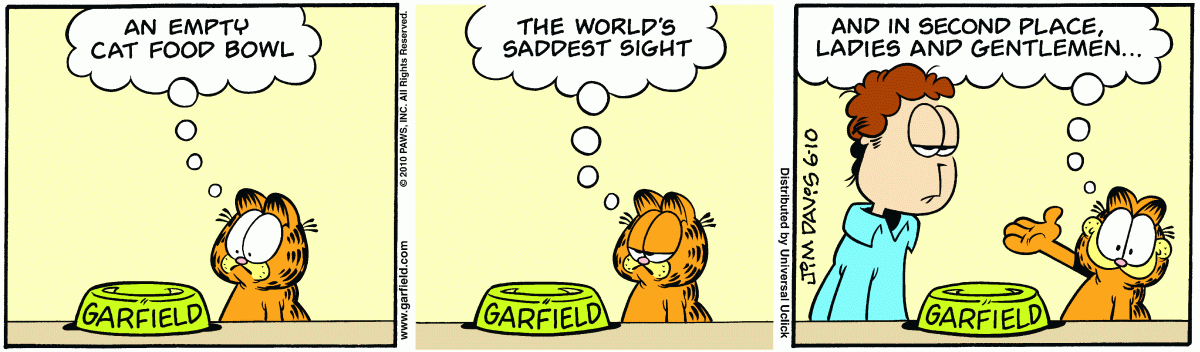 AN EMPTY
CAT FOOD BOWL
GARFIELD
© 2010 PAWS, INC. All Rights Reserved.
www.garfield.com
THE WORLD'S
SADDEST SIGHT
GARFIELD
Distributed by Universal Uclick
AND IN SECOND PLACE,
LADIES AND GENTLEMEN...
JIM DAVIS 6-10
GARFIELD